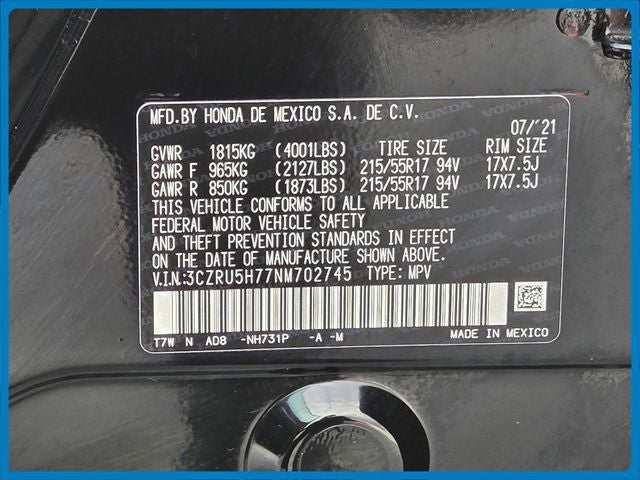 MFD.BY HONDA DE MEXICO S.A. DE C.V.
07/'21
GVWR 1815KG (4001LBS) TIRE SIZE RIM SIZE
GAWR F 965KG (2127LBS) 215/55R17 94V 17X7.5J
GAWR R 850KG (1873LBS) 215/55R17 94V 17X7.5J
THIS VEHICLE CONFORMS TO ALL APPLICABLE
FEDERAL MOTOR VEHICLE SAFETY
AND THEFT PREVENTION STANDARDS IN EFFECT
ON THE DATE OF MANUFACTURE SHOWN ABOVE.
V.I.N.:3CZRU5H77NM702745 TYPE: MPV
T7W N AD8 -NH731P -A -M MADE IN MEXICO